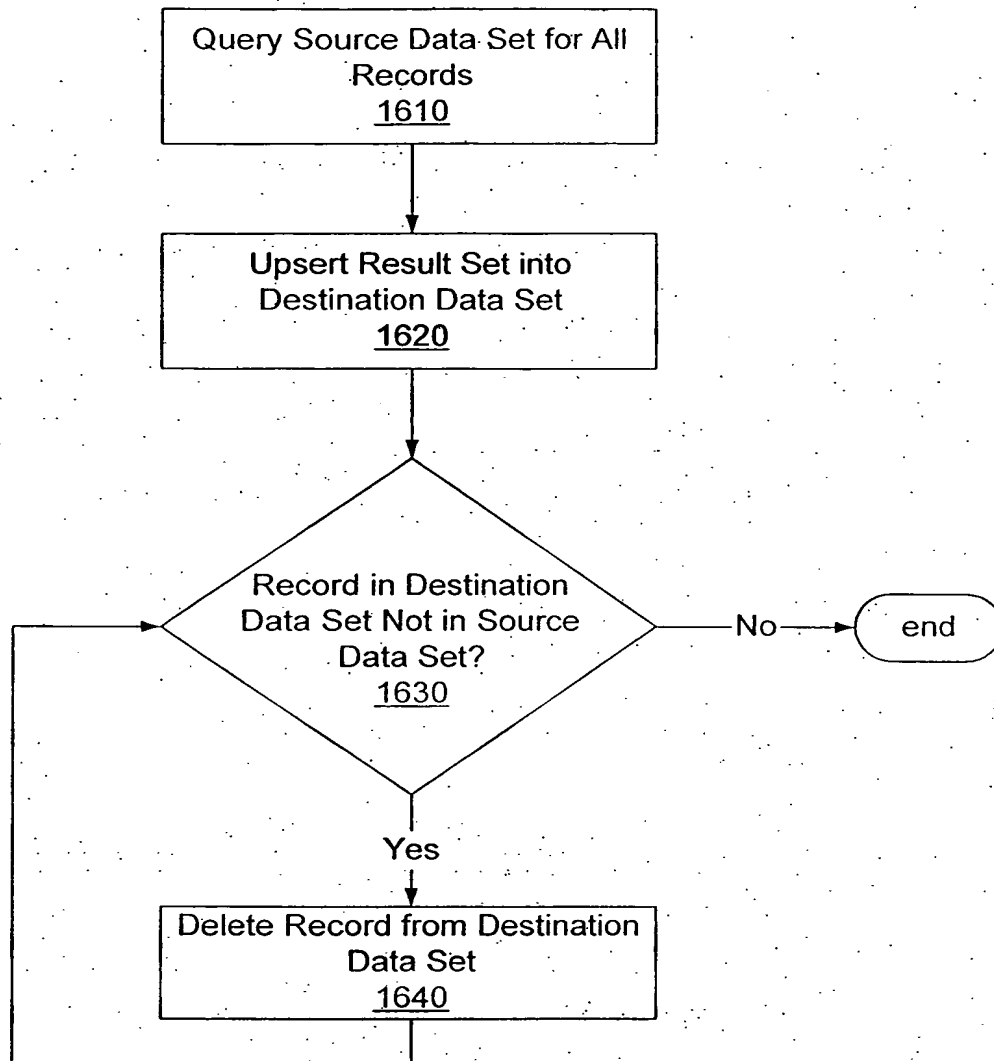 Query Source Data Set for All
Records
1610
Upsert Result Set into
Destination Data Set
1620
Record in Destination
Data Set Not in Source
Data Set?
1630
No
end
Yes
Delete Record from Destination
Data Set
1640